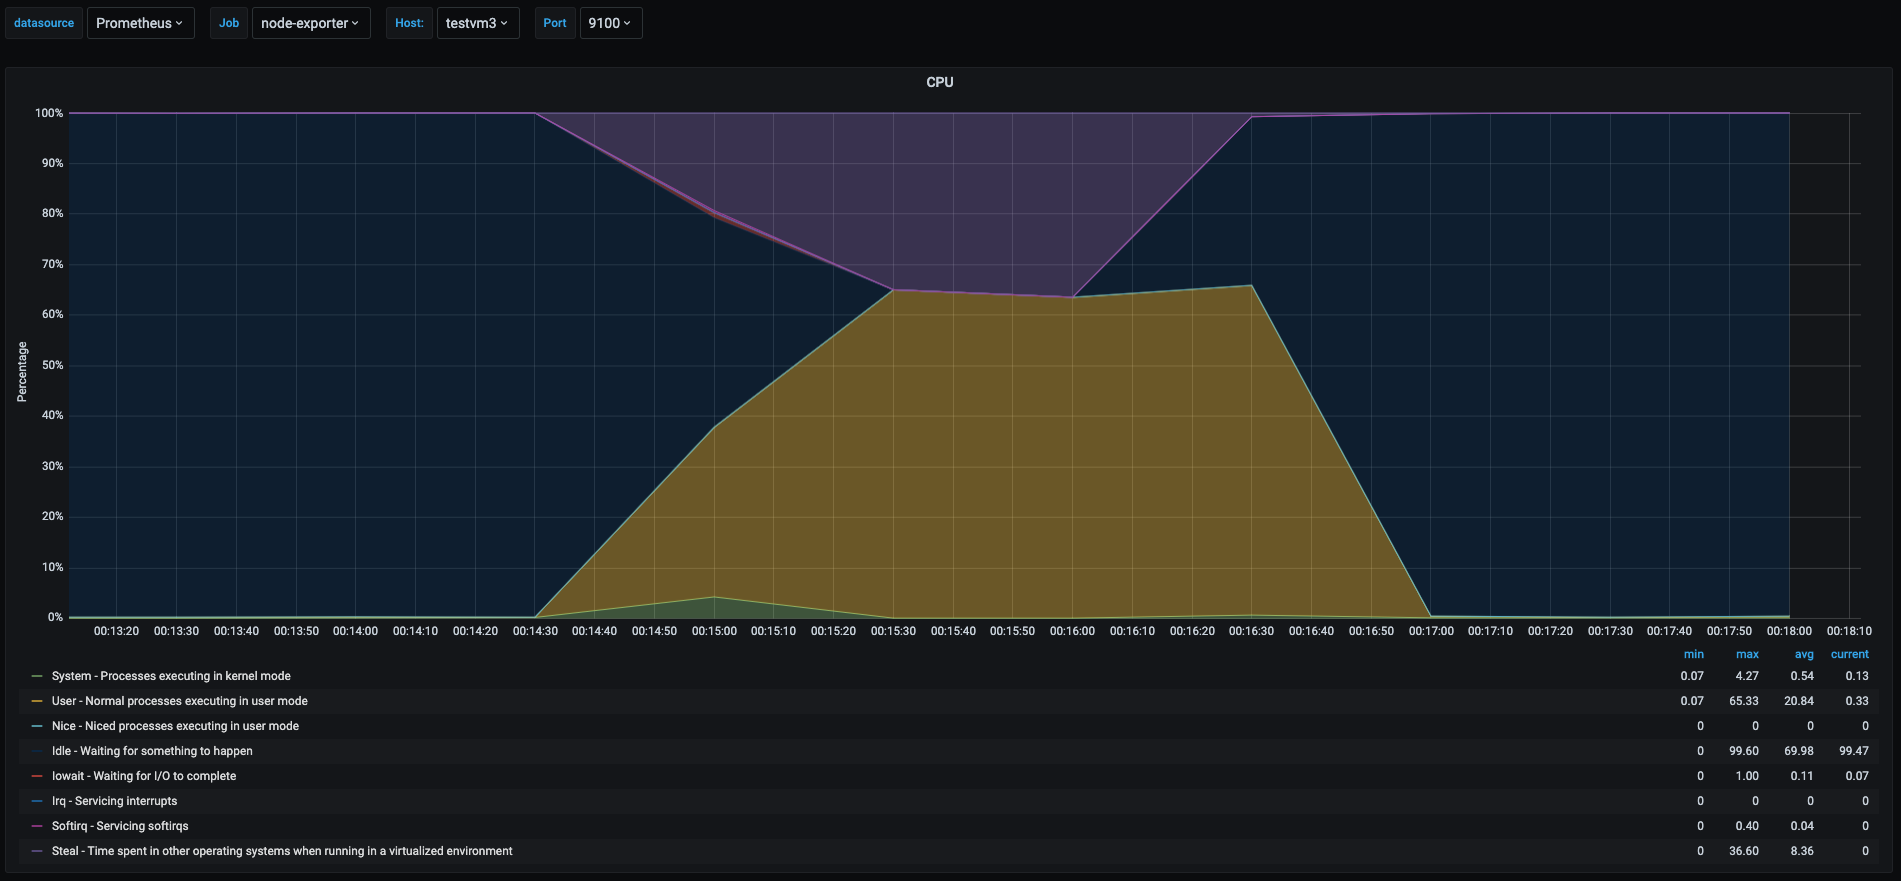 datasource Prometheus Job node-exporter Host: testvm3 Port 9100
CPU
100%
90%
80%
70%
60%
50%
40%
30%
20%
10%
0%
Percentage
00:13:20 00:13:30 00:13:40 00:13:50 00:14:00 00:14:10 00:14:20 00:14:30 00:14:40 00:14:50 00:15:00 00:15:10 00:15:20 00:15:30 00:15:40 00:15:50 00:16:00 00:16:10 00:16:20 00:16:30 00:16:40 00:16:50 00:17:00 00:17:10 00:17:20 00:17:30 00:17:40 00:17:50 00:18:00 00:18:10
min max avg current
System - Processes executing in kernel mode 0.07 4.27 0.54 0.13
User - Normal processes executing in user mode 0.07 65.33 20.84 0.33
Nice - Niced processes executing in user mode 0 0 0 0
Idle - Waiting for something to happen 0 99.60 69.98 99.47
Iowait - Waiting for I/O to complete 0 1.00 0.11 0.07
Irq - Servicing interrupts 0 0 0 0
Softirq - Servicing softirqs 0 0.40 0.04 0
Steal - Time spent in other operating systems when running in a virtualized environment 0 36.60 8.36 0